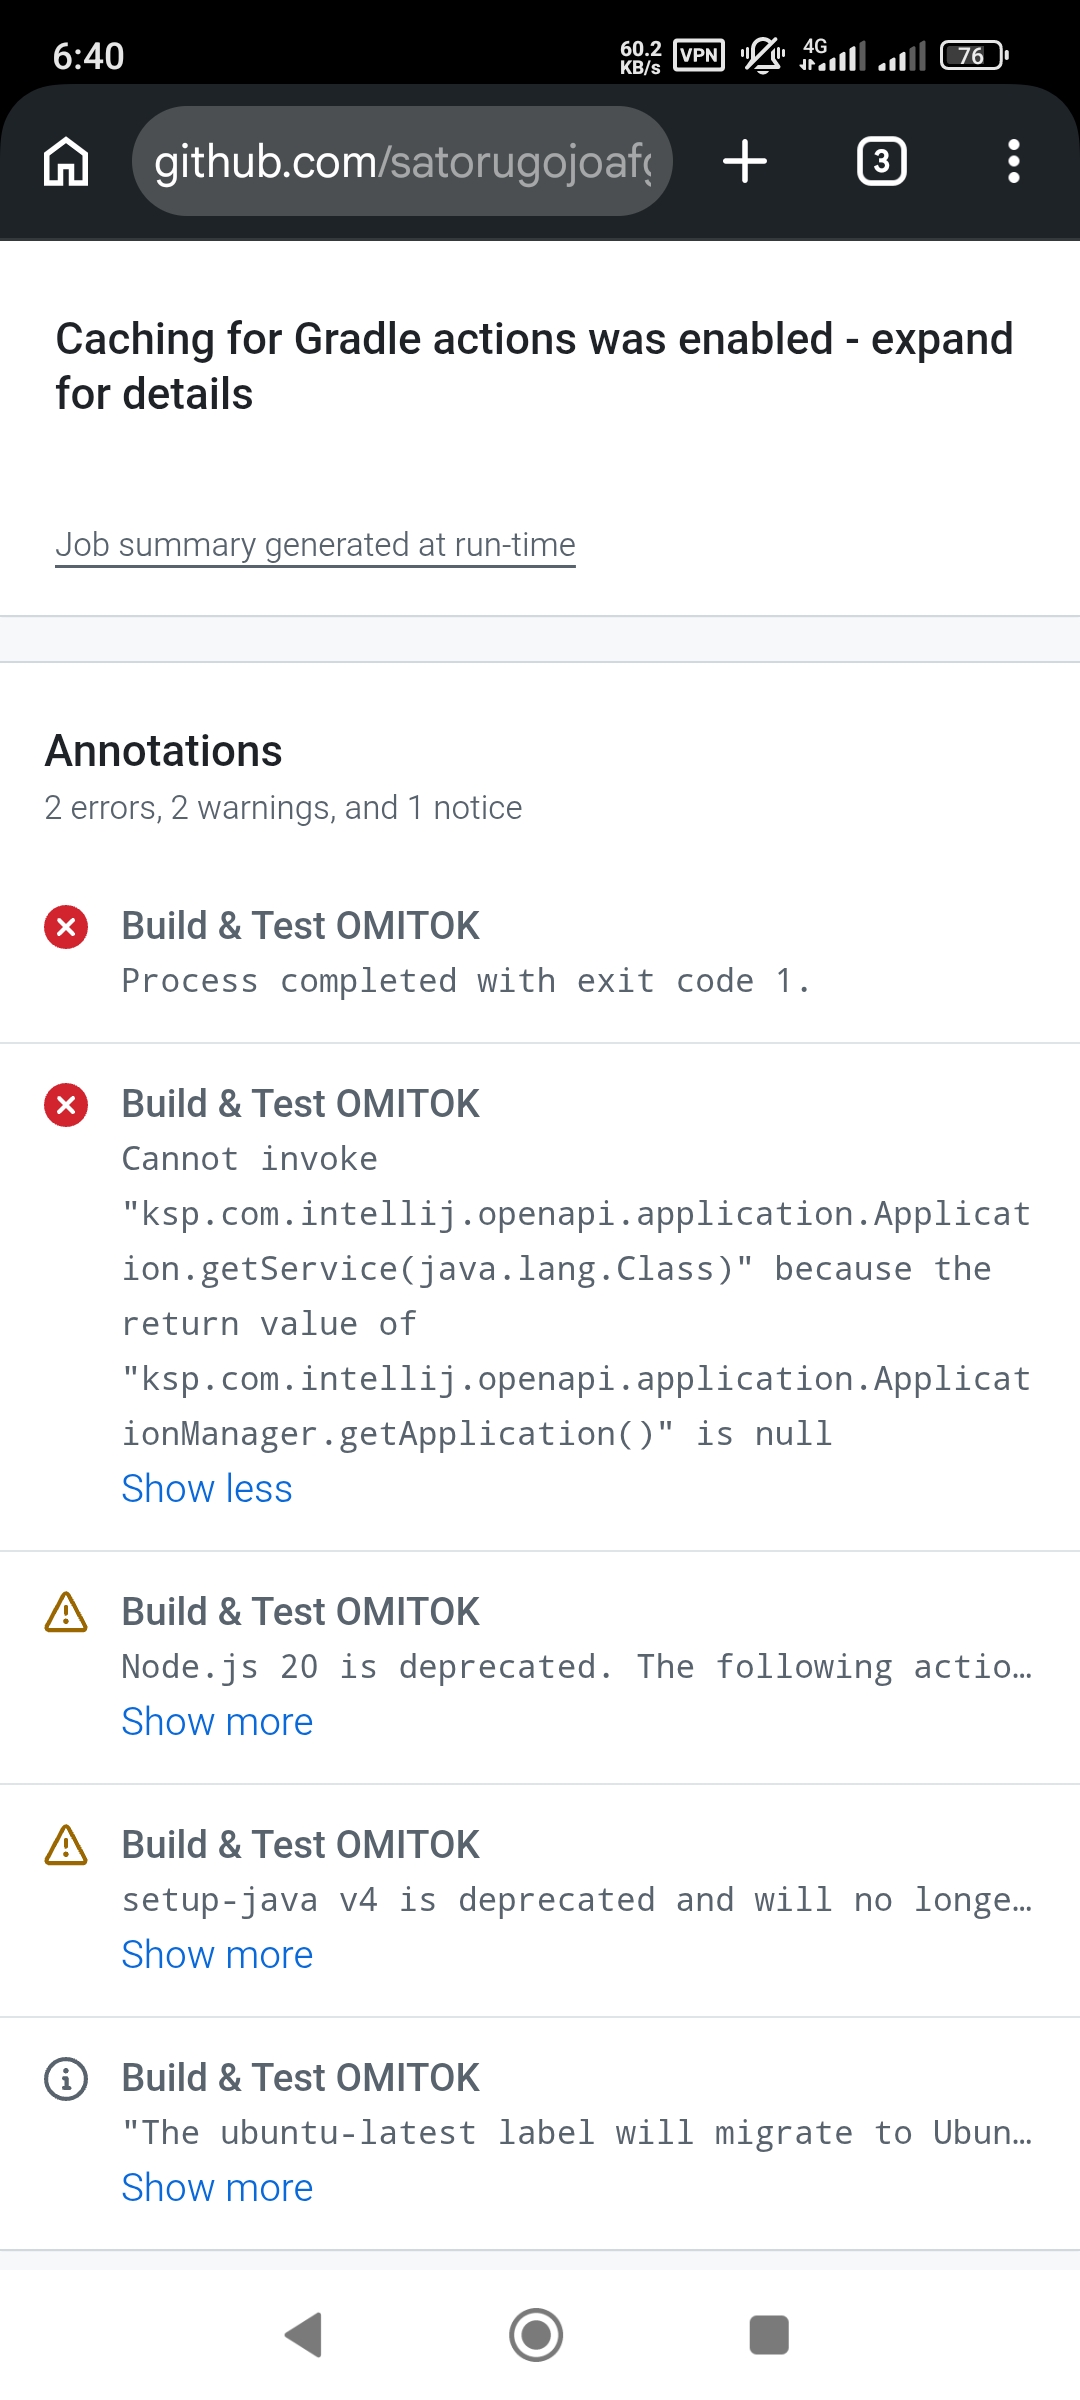 6:40
60.2
KB/s
VPN
4G
76
github.com/satorugojoaf
3
Caching for Gradle actions was enabled - expand
for details
Job summary generated at run-time
Annotations
2 errors, 2 warnings, and 1 notice
Build & Test OMITOK
Process completed with exit code 1.
Build & Test OMITOK
Cannot invoke
"ksp.com.intellij.openapi.application.Applicat
ion.getService(java.lang.Class)" because the
return value of
"ksp.com.intellij.openapi.application.Applicat
ionManager.getApplication()" is null
Show less
Build & Test OMITOK
Node.js 20 is deprecated. The following actio…
Show more
Build & Test OMITOK
setup-java v4 is deprecated and will no longe…
Show more
Build & Test OMITOK
"The ubuntu-latest label will migrate to Ubun…
Show more